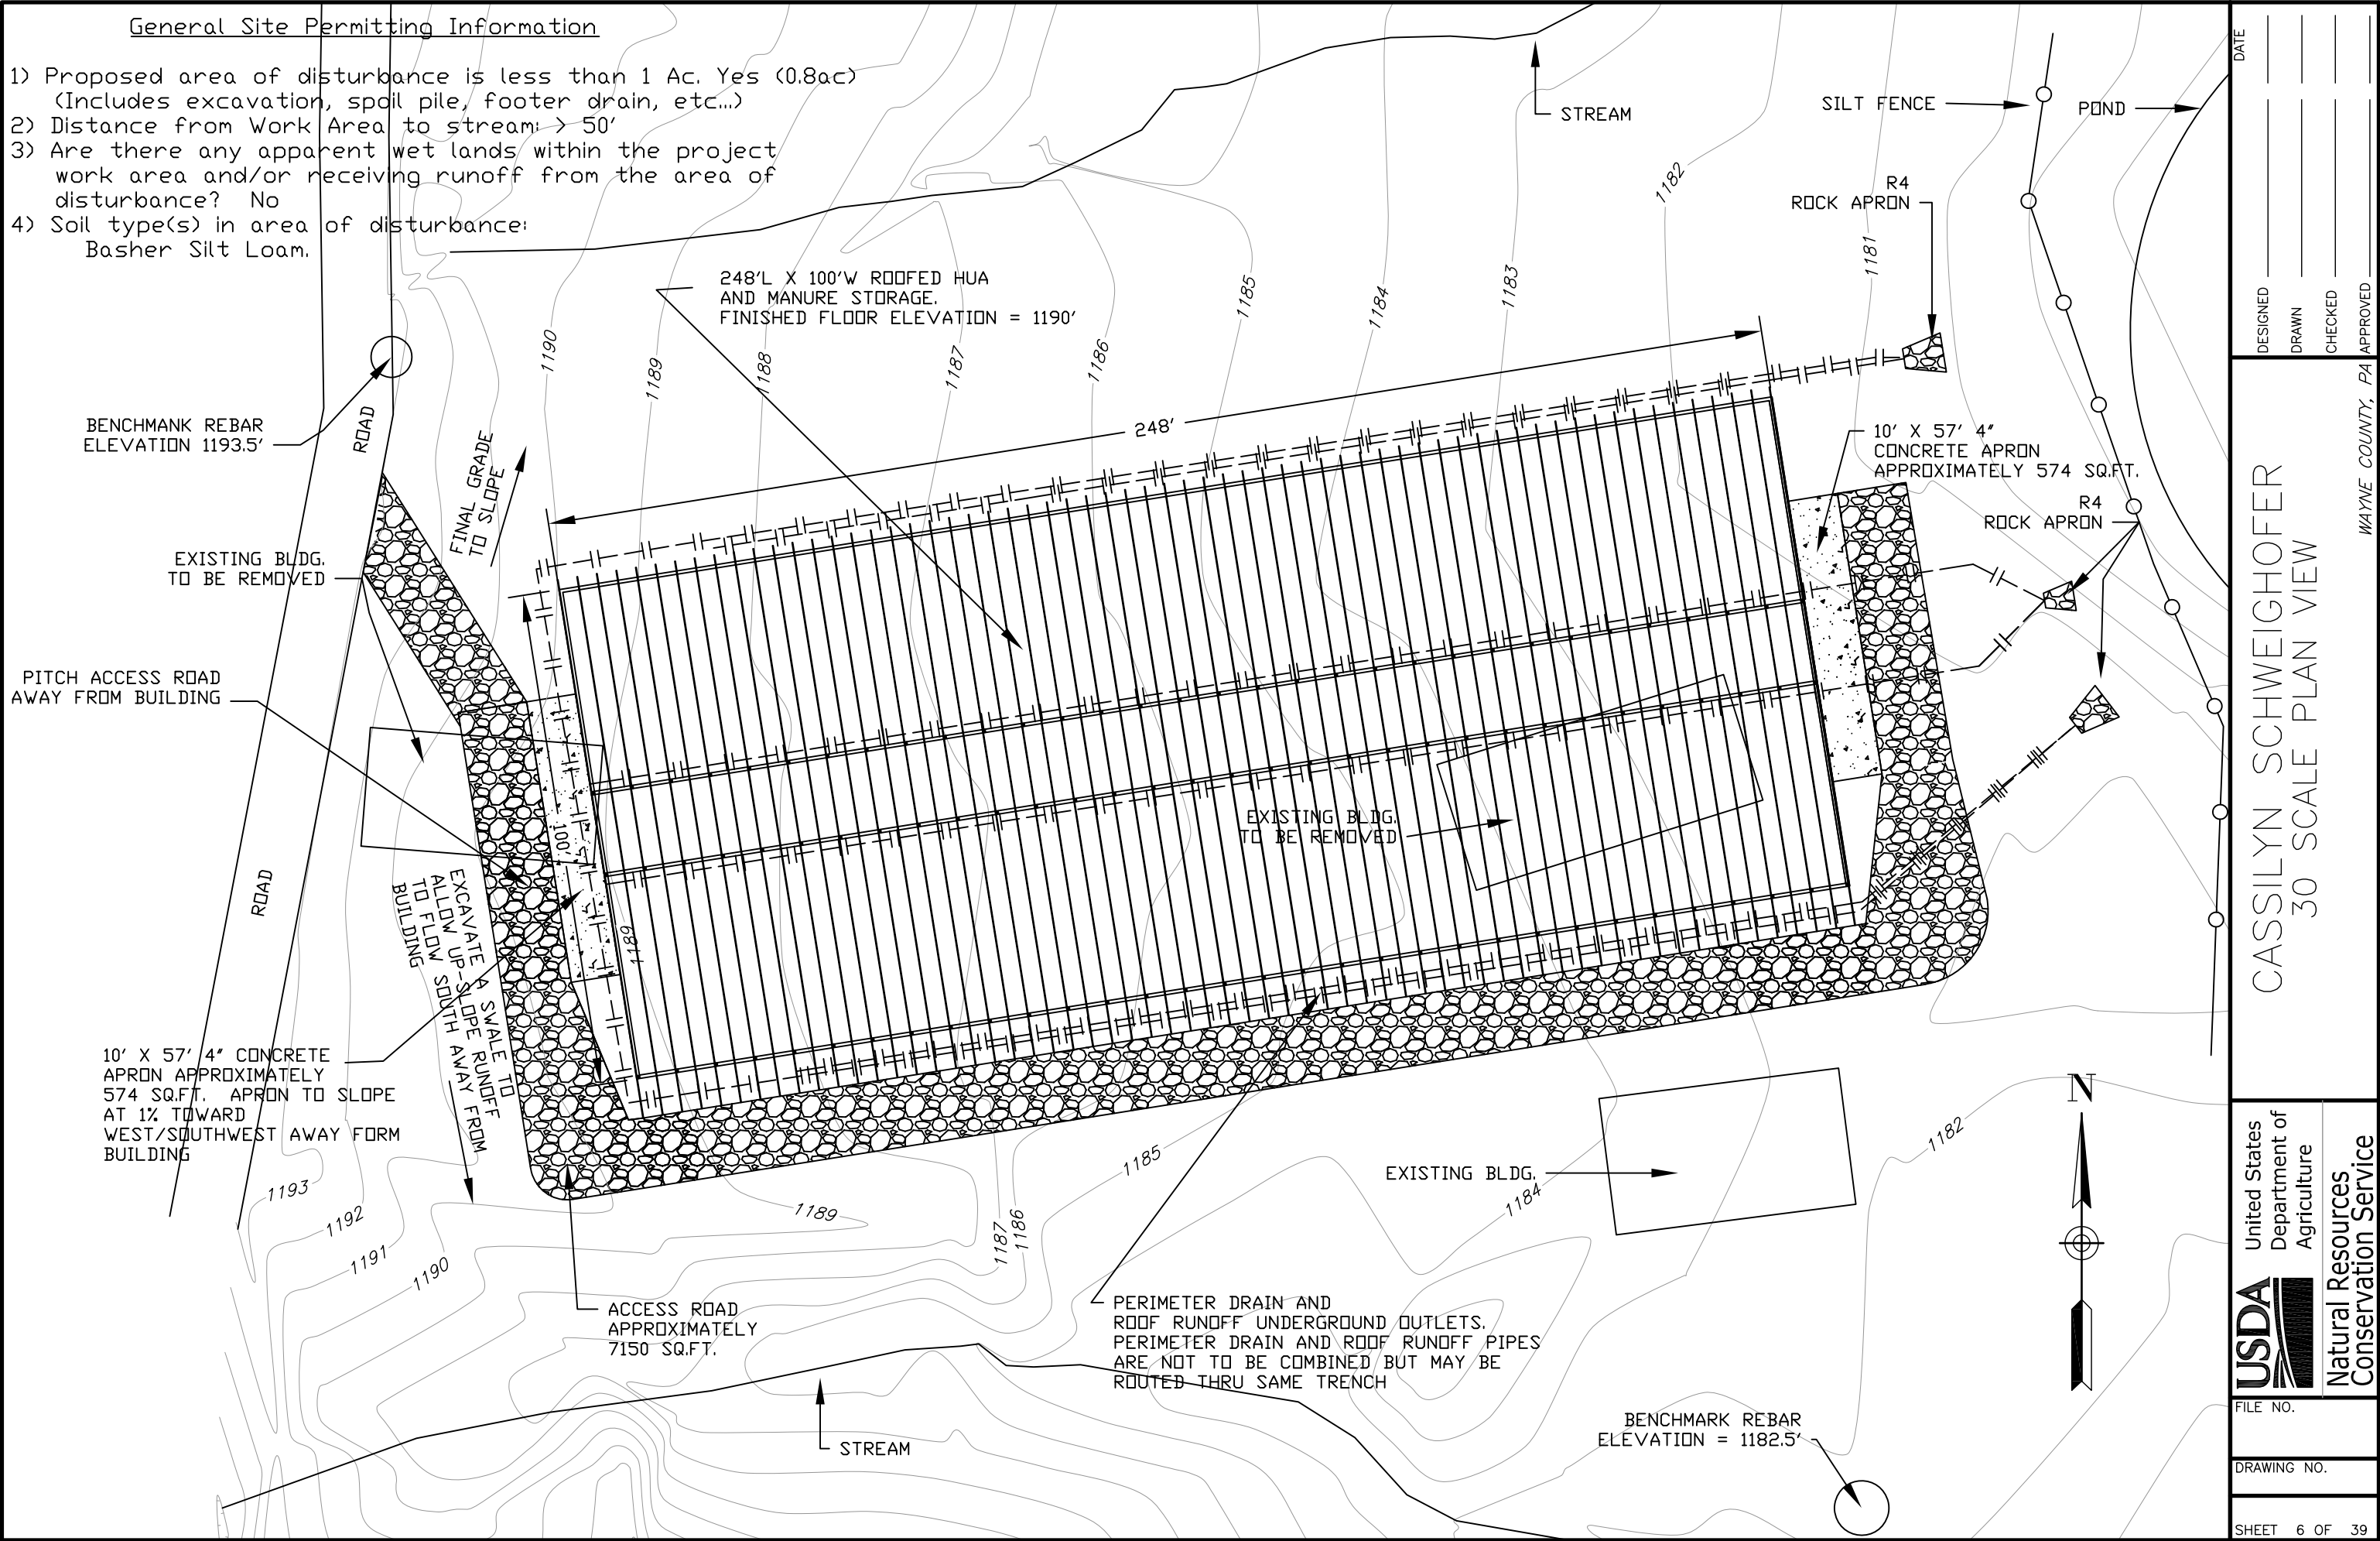 General Site Permitting Information
1) Proposed area of disturbance is less than 1 Ac. Yes (0.8ac)
(Includes excavation, spoil pile, footer drain, etc...)
2) Distance from Work Area to stream: > 50'
3) Are there any apparent wet lands within the project
work area and/or receiving runoff from the area of
disturbance? No
4) Soil type(s) in area of disturbance:
Basher Silt Loam.
STREAM
SILT FENCE
POND
R4
ROCK APRON
1182
1181
248'L X 100'W ROOFED HUA
AND MANURE STORAGE.
FINISHED FLOOR ELEVATION = 1190'
1190
1189
1188
1187
1186
1185
1184
1183
BENCHMANK REBAR
ELEVATION 1193.5'
ROAD
FINAL GRADE
TO SLOPE
248'
10' X 57' 4"
CONCRETE APRON
APPROXIMATELY 574 SQ.FT.
R4
ROCK APRON
EXISTING BLDG.
TO BE REMOVED
PITCH ACCESS ROAD
AWAY FROM BUILDING
100'
EXISTING BLDG.
TO BE REMOVED
ROAD
EXCAVATE A SWALE TO
ALLOW UP-SLOPE RUNOFF
TO FLOW SOUTH AWAY FROM
BUILDING
1189
10' X 57' 4" CONCRETE
APRON APPROXIMATELY
574 SQ.FT. APRON TO SLOPE
AT 1% TOWARD
WEST/SOUTHWEST AWAY FORM
BUILDING
1193
1192
1191
1190
1189
1187
1186
1185
1184
1182
EXISTING BLDG.
N
ACCESS ROAD
APPROXIMATELY
7150 SQ.FT.
PERIMETER DRAIN AND
ROOF RUNOFF UNDERGROUND OUTLETS.
PERIMETER DRAIN AND ROOF RUNOFF PIPES
ARE NOT TO BE COMBINED BUT MAY BE
ROUTED THRU SAME TRENCH
STREAM
BENCHMARK REBAR
ELEVATION = 1182.5'
DATE
DESIGNED
DRAWN
CHECKED
APPROVED
CASSILYN SCHWEIGHOFER
30 SCALE PLAN VIEW
WAYNE COUNTY, PA
USDA
United States
Department of
Agriculture
Natural Resources
Conservation Service
FILE NO.
DRAWING NO.
SHEET 6 OF 39